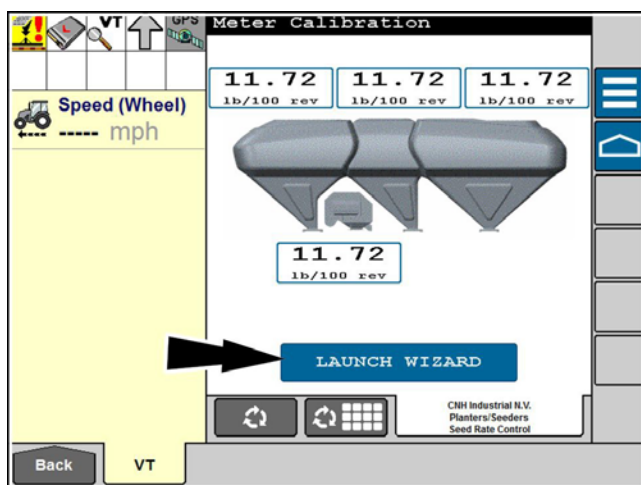 VT
GPS
Meter Calibration
Speed (Wheel)
----- mph
11.72
lb/100 rev
11.72
lb/100 rev
11.72
lb/100 rev
11.72
lb/100 rev
LAUNCH WIZARD
CNH Industrial N.V.
Planters/Seeders
Seed Rate Control
Back
VT